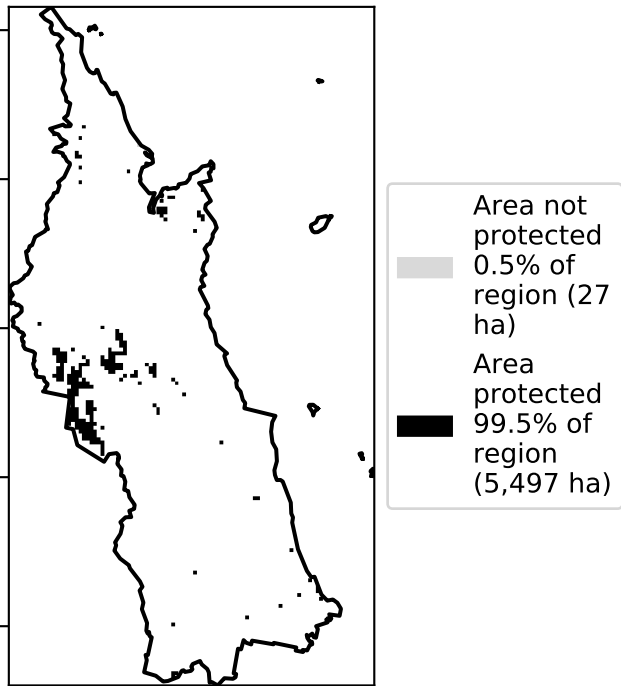 Area not
protected
0.5% of
region (27
ha)
Area
protected
99.5% of
region
(5,497 ha)